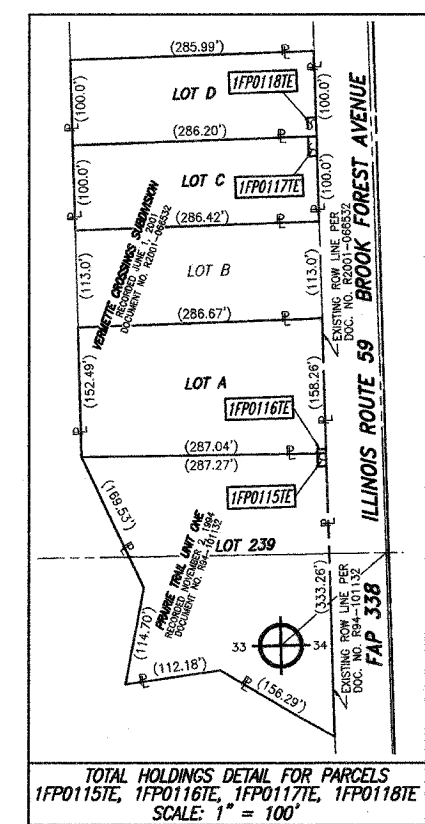 (285.99')
LOT D
1FP0118TE
(100.0')
(100.0')
(286.20')
LOT C
1FP0117TE
(100.0')
(100.0')
(286.42')
VERMETTE CROSSINGS SUBDIVISION
RECORDED JUNE 1, 2001
DOCUMENT NO. R2001-066532
LOT B
(113.0')
(113.0')
EXISTING ROW LINE PER
DOC. NO. R2001-066532
ILLINOIS ROUTE 59 BROOK FOREST AVENUE
(286.67')
LOT A
(152.49')
(158.26')
1FP0116TE
(287.04')
(287.27')
1FP0115TE
(169.53')
PRAIRIE TRAIL UNIT ONE
RECORDED NOVEMBER 2, 1994
DOCUMENT NO. R94-101132
LOT 239
(333.26')
EXISTING ROW LINE PER
DOC. NO. R94-101132
FAP 338
(114.70')
33
34
(112.18')
(156.29')
TOTAL HOLDINGS DETAIL FOR PARCELS
1FP0115TE, 1FP0116TE, 1FP0117TE, 1FP0118TE
SCALE: 1" = 100'